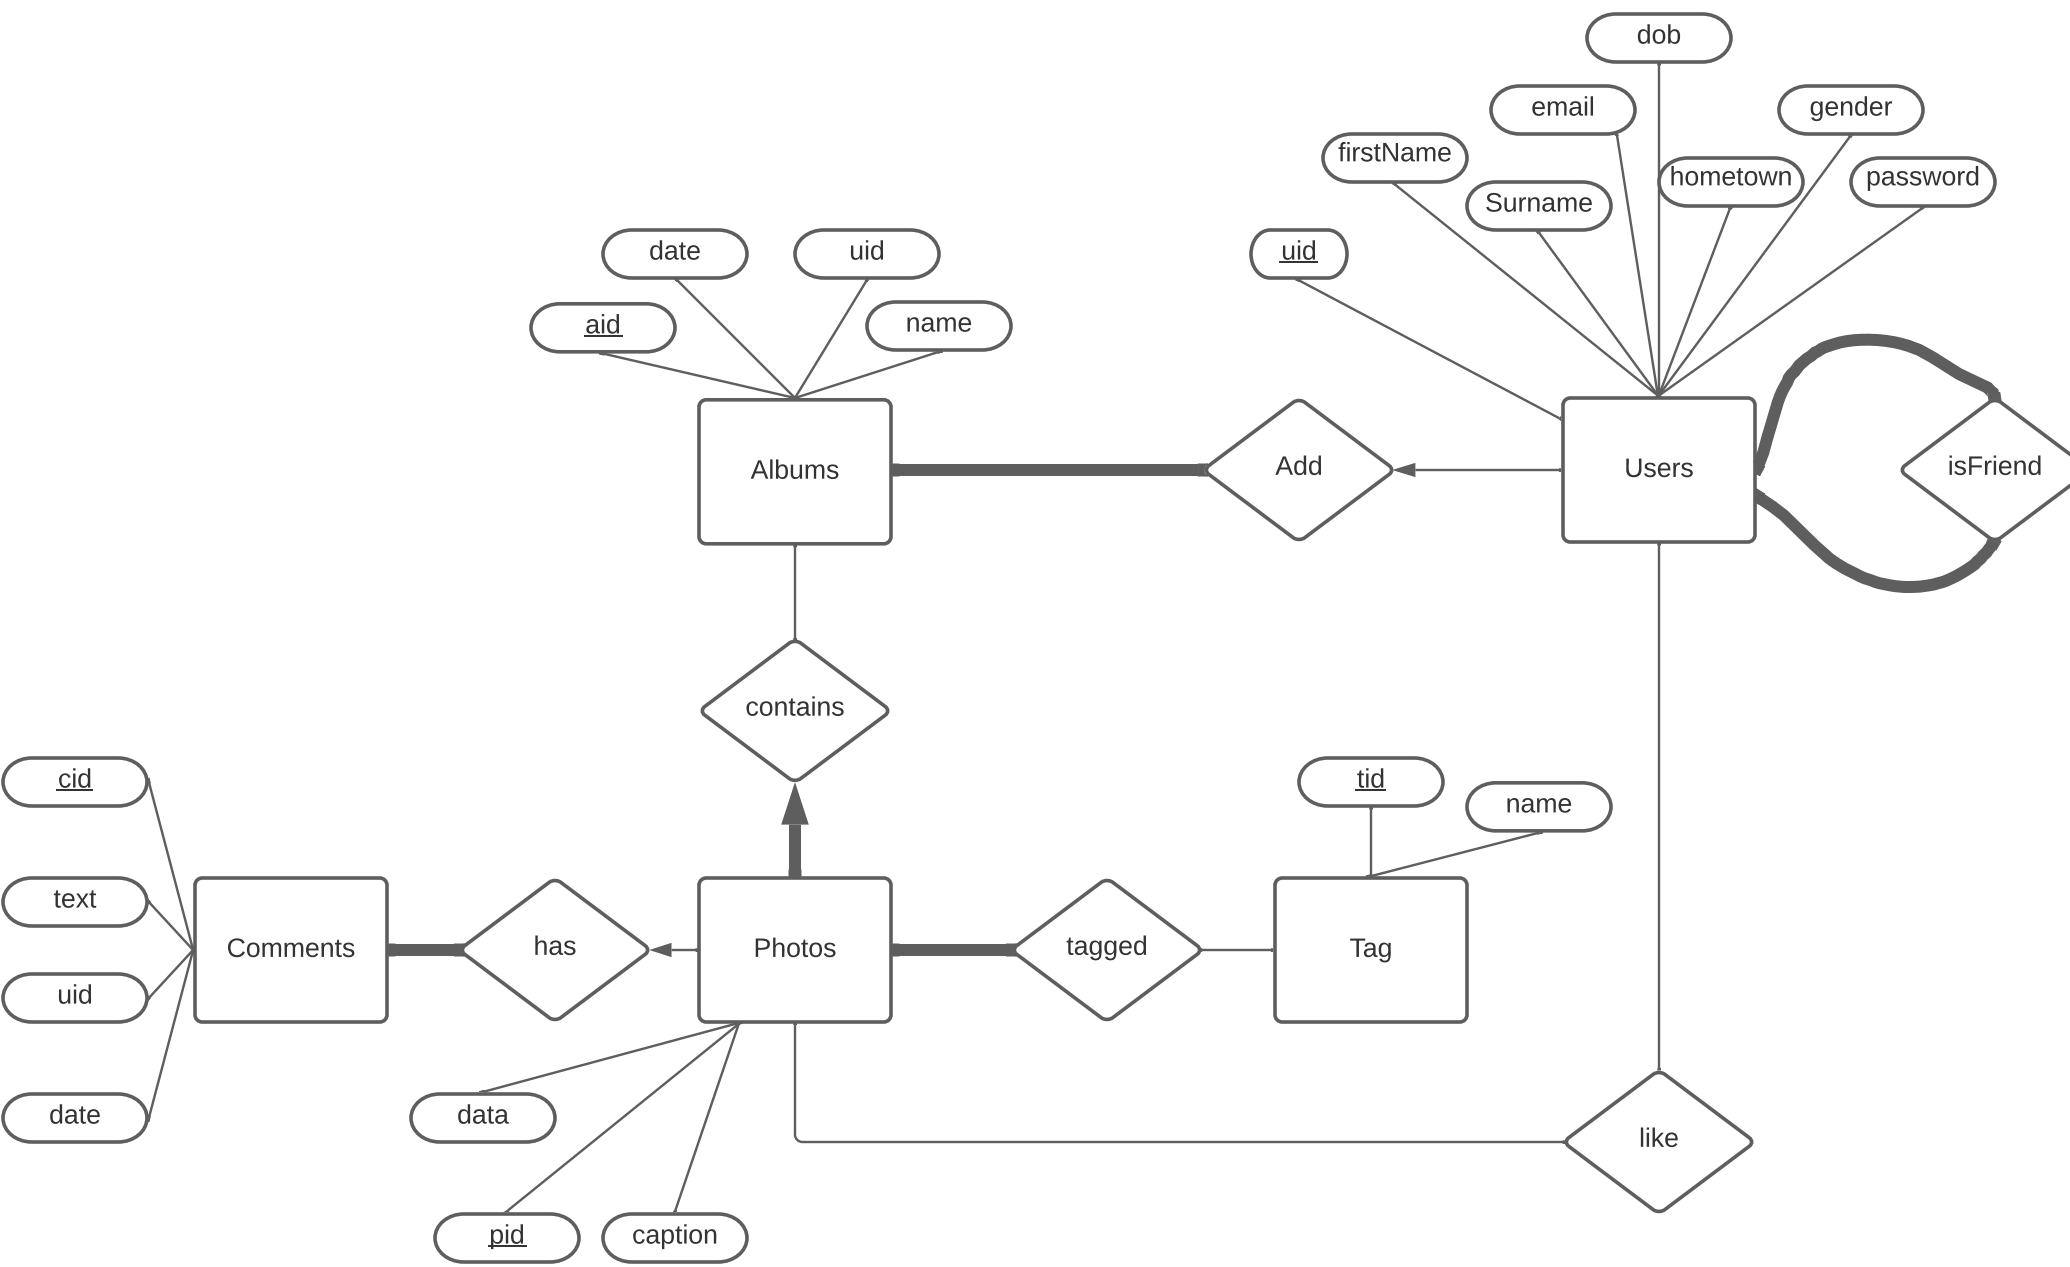 dob
email
gender
firstName
hometown
password
Surname
date
uid
uid
aid
name
Albums
Add
Users
isFriend
contains
cid
tid
name
text
Comments
has
Photos
tagged
Tag
uid
date
data
like
pid
caption